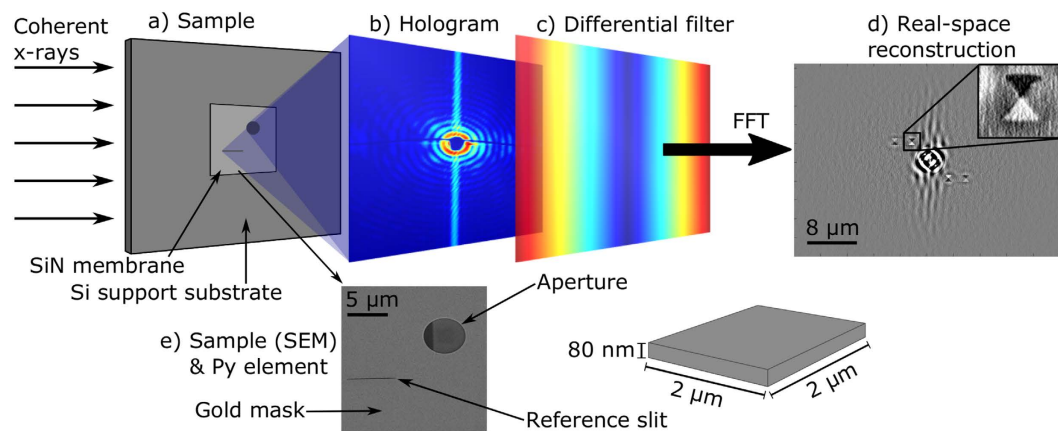 Coherent
x-rays
a) Sample
b) Hologram
c) Differential filter
d) Real-space
reconstruction
FFT
8 µm
SiN membrane
Si support substrate
5 µm
Aperture
e) Sample (SEM)
& Py element
Gold mask
Reference slit
80 nm
2 µm
2 µm